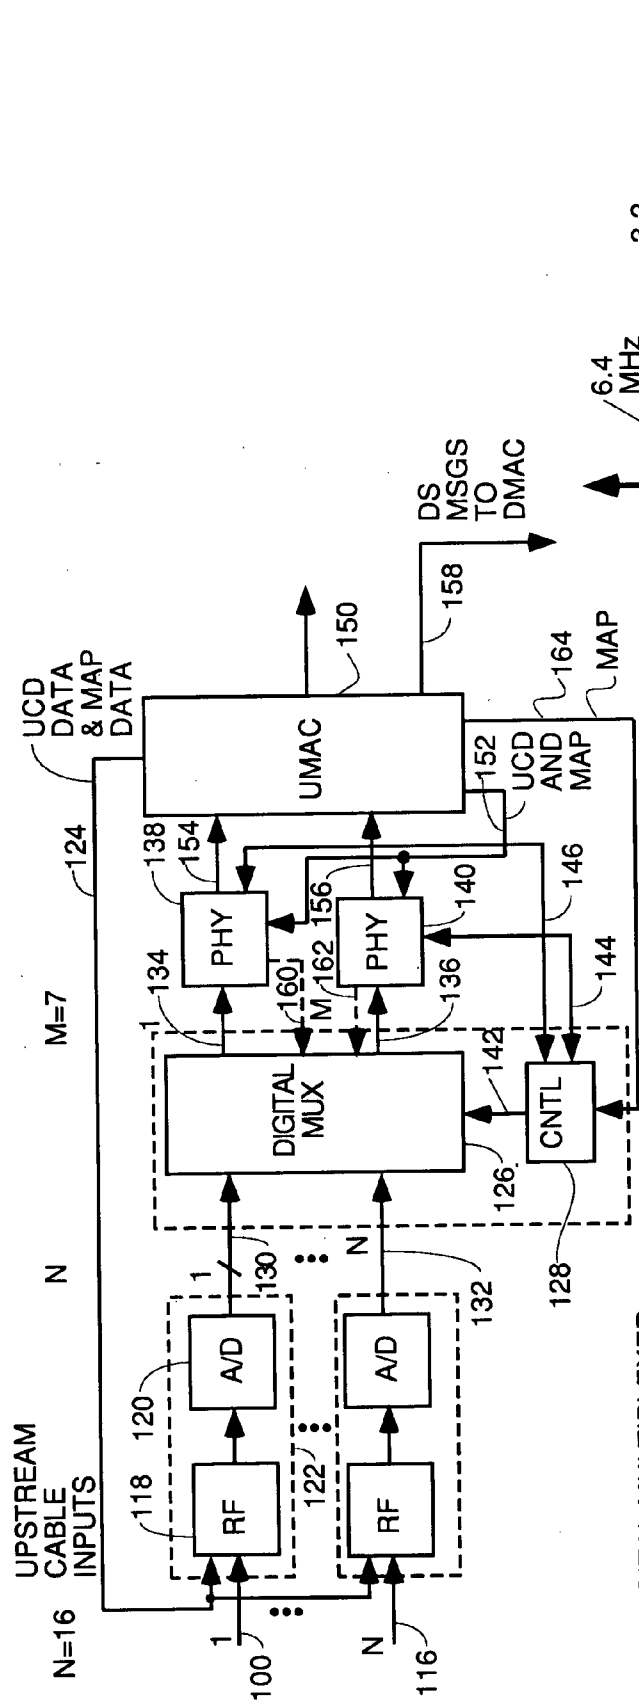 N=16
UPSTREAM
CABLE
INPUTS
N
M=7
124
UCD
DATA
& MAP
DATA
1
100
118
RF
120
A/D
122
1
130
134
1
DIGITAL
MUX
138
PHY
154
160
M
162
156
UMAC
150
N
116
RF
A/D
N
132
126
136
PHY
140
142
CNTL
128
144
146
152
UCD
AND
MAP
164
MAP
158
DS
MSGS
TO
DMAC
6.4
MHz